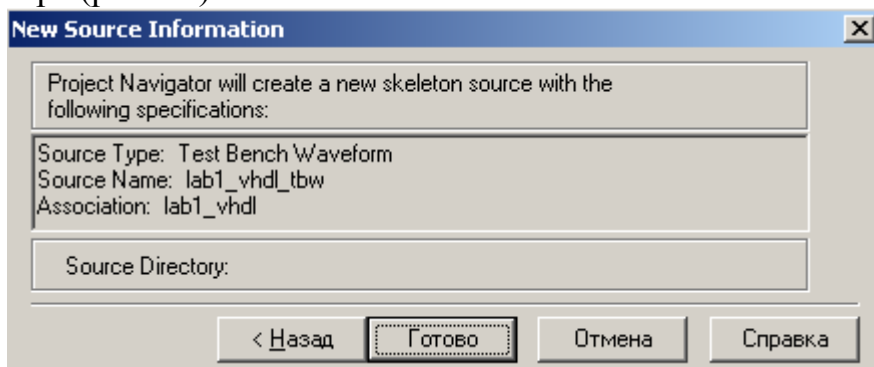 New Source Information
Project Navigator will create a new skeleton source with the
following specifications:
Source Type: Test Bench Waveform
Source Name: lab1_vhdl_tbw
Association: lab1_vhdl
Source Directory:
< Назад Готово Отмена Справка